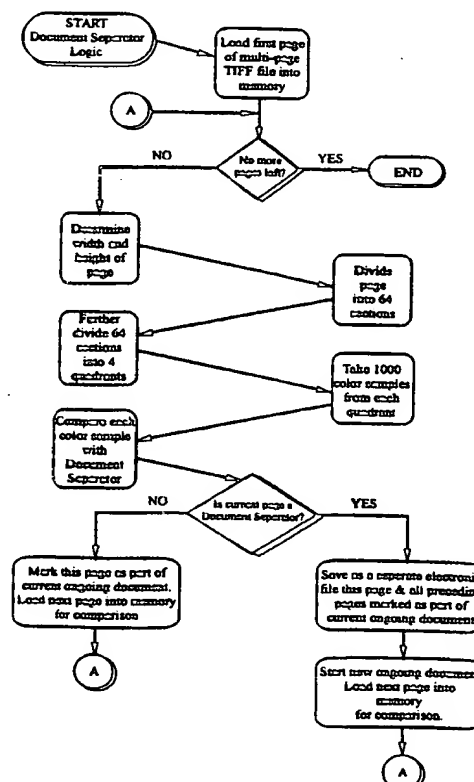 START
Document Seperator
Logic
Load first page
of multi-page
TIFF file into
memory
A
NO
No more
pages left?
YES
END
Determine
width and
height of
page
Divide
page
into 64
sections
Further
divide 64
sections
into 4
quadrants
Take 1000
color samples
from each
quadrant
Compare each
color sample
with
Document
Seperator
NO
Is current page a
Document Seperator?
YES
Mark this page as part of
current ongoing document.
Load next page into memory
for comparison
Save as a seperate electronic
file this page & all preceding
pages marked as part of
current ongoing document
A
Start new ongoing document
Load next page into
memory
for comparison.
A